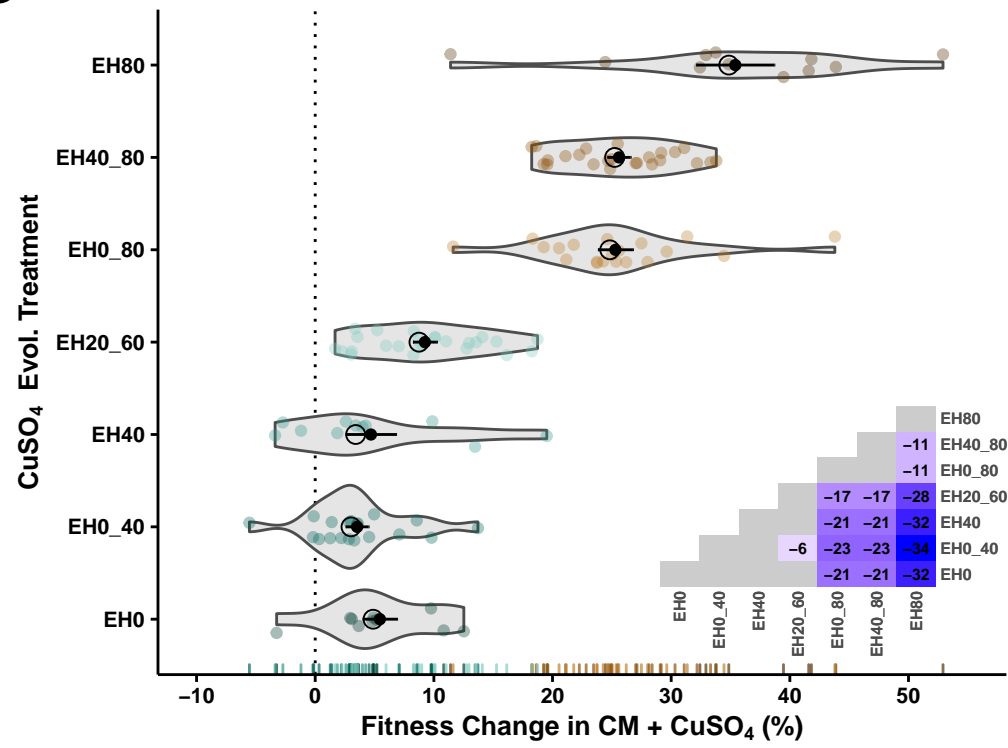 EH80
EH40_80
EH0_80
EH20_60
EH40
EH0_40
EH0
CuSO4 Evol. Treatment
−10 0 10 20 30 40 50
Fitness Change in CM + CuSO4 (%)
EH80
−11 EH40_80
−11 EH0_80
−17 −17 −28 EH20_60
−21 −21 −32 EH40
−6 −23 −23 −34 EH0_40
−21 −21 −32 EH0
EH0 EH0_40 EH40 EH20_60 EH0_80 EH40_80 EH80